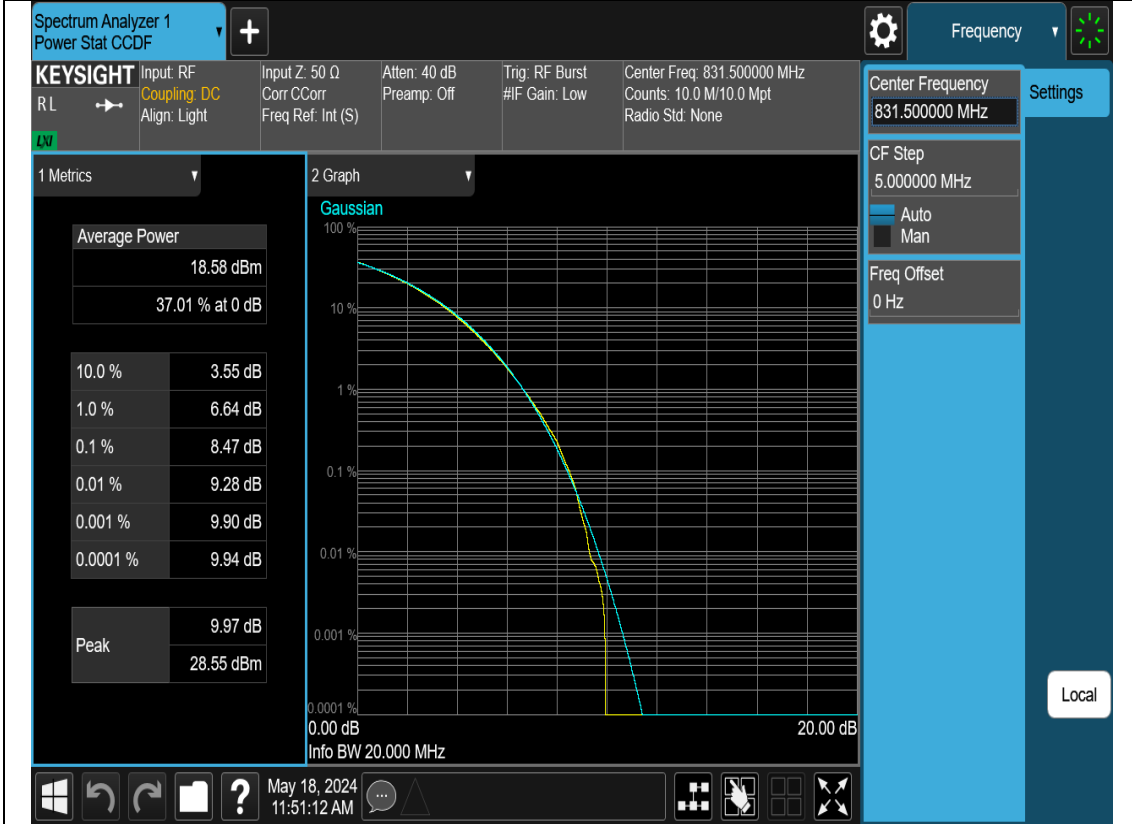 Spectrum Analyzer 1
Power Stat CCDF
+
Frequency
KEYSIGHT
RL
LXI
Input: RF
Coupling: DC
Align: Light
Input Z: 50 Ω
Corr CCorr
Freq Ref: Int (S)
Atten: 40 dB
Preamp: Off
Trig: RF Burst
#IF Gain: Low
Center Freq: 831.500000 MHz
Counts: 10.0 M/10.0 Mpt
Radio Std: None
Center Frequency
831.500000 MHz
Settings
CF Step
5.000000 MHz
Auto
Man
Freq Offset
0 Hz
1 Metrics
Average Power
18.58 dBm
37.01 % at 0 dB
10.0 % 3.55 dB
1.0 % 6.64 dB
0.1 % 8.47 dB
0.01 % 9.28 dB
0.001 % 9.90 dB
0.0001 % 9.94 dB
Peak
9.97 dB
28.55 dBm
2 Graph
Gaussian
100 %
10 %
1 %
0.1 %
0.01 %
0.001 %
0.0001 %
0.00 dB 20.00 dB
Info BW 20.000 MHz
Local
?
May 18, 2024
11:51:12 AM